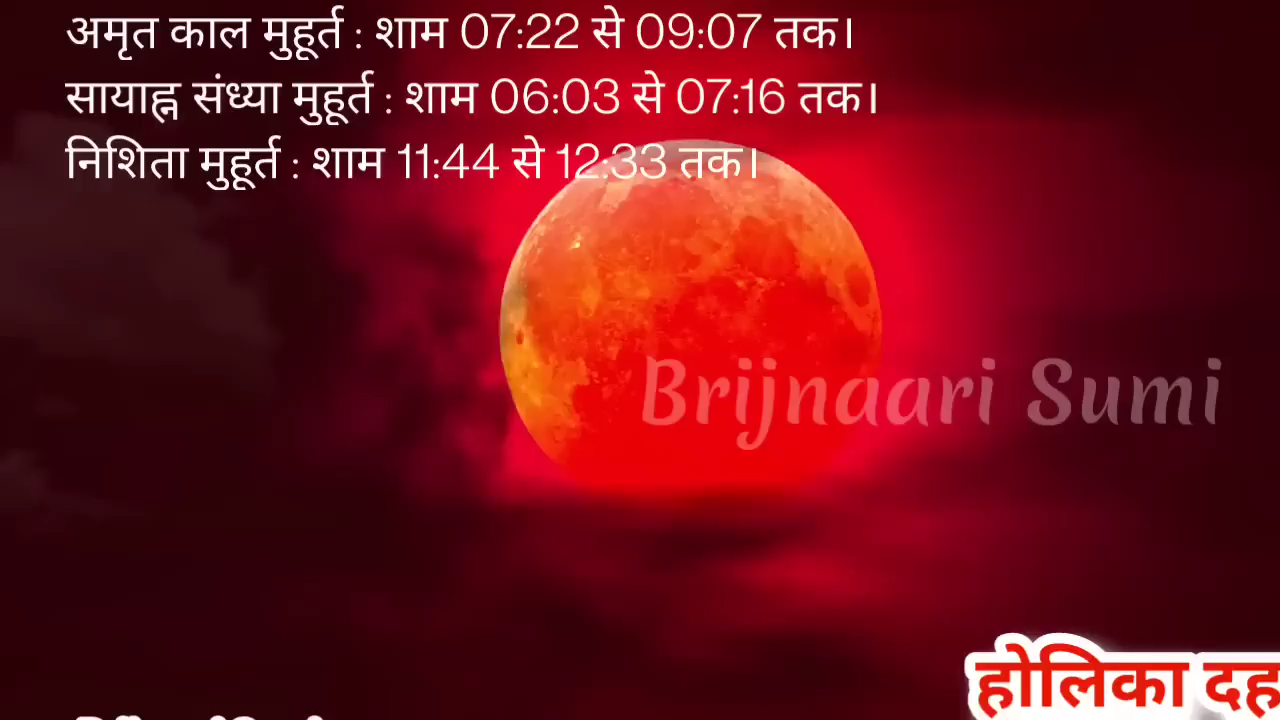 अमृत काल मुहूर्त : शाम 07:22 से 09:07 तक।
सायाह्न संध्या मुहूर्त : शाम 06:03 से 07:16 तक।
निशिता मुहूर्त : शाम 11:44 से 12:33 तक।
Brijnaari Sumi
होलिका दह